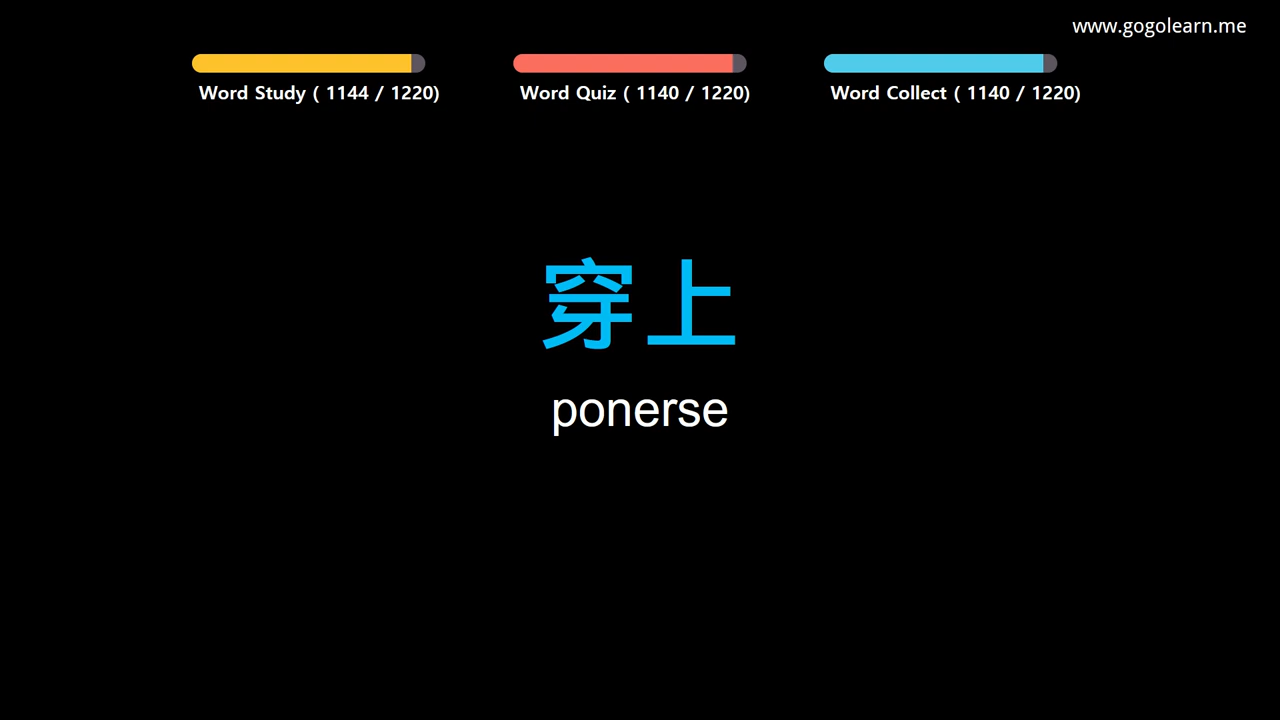 www.gogolearn.me
Word Study ( 1144 / 1220)
Word Quiz ( 1140 / 1220)
Word Collect ( 1140 / 1220)
穿上
ponerse